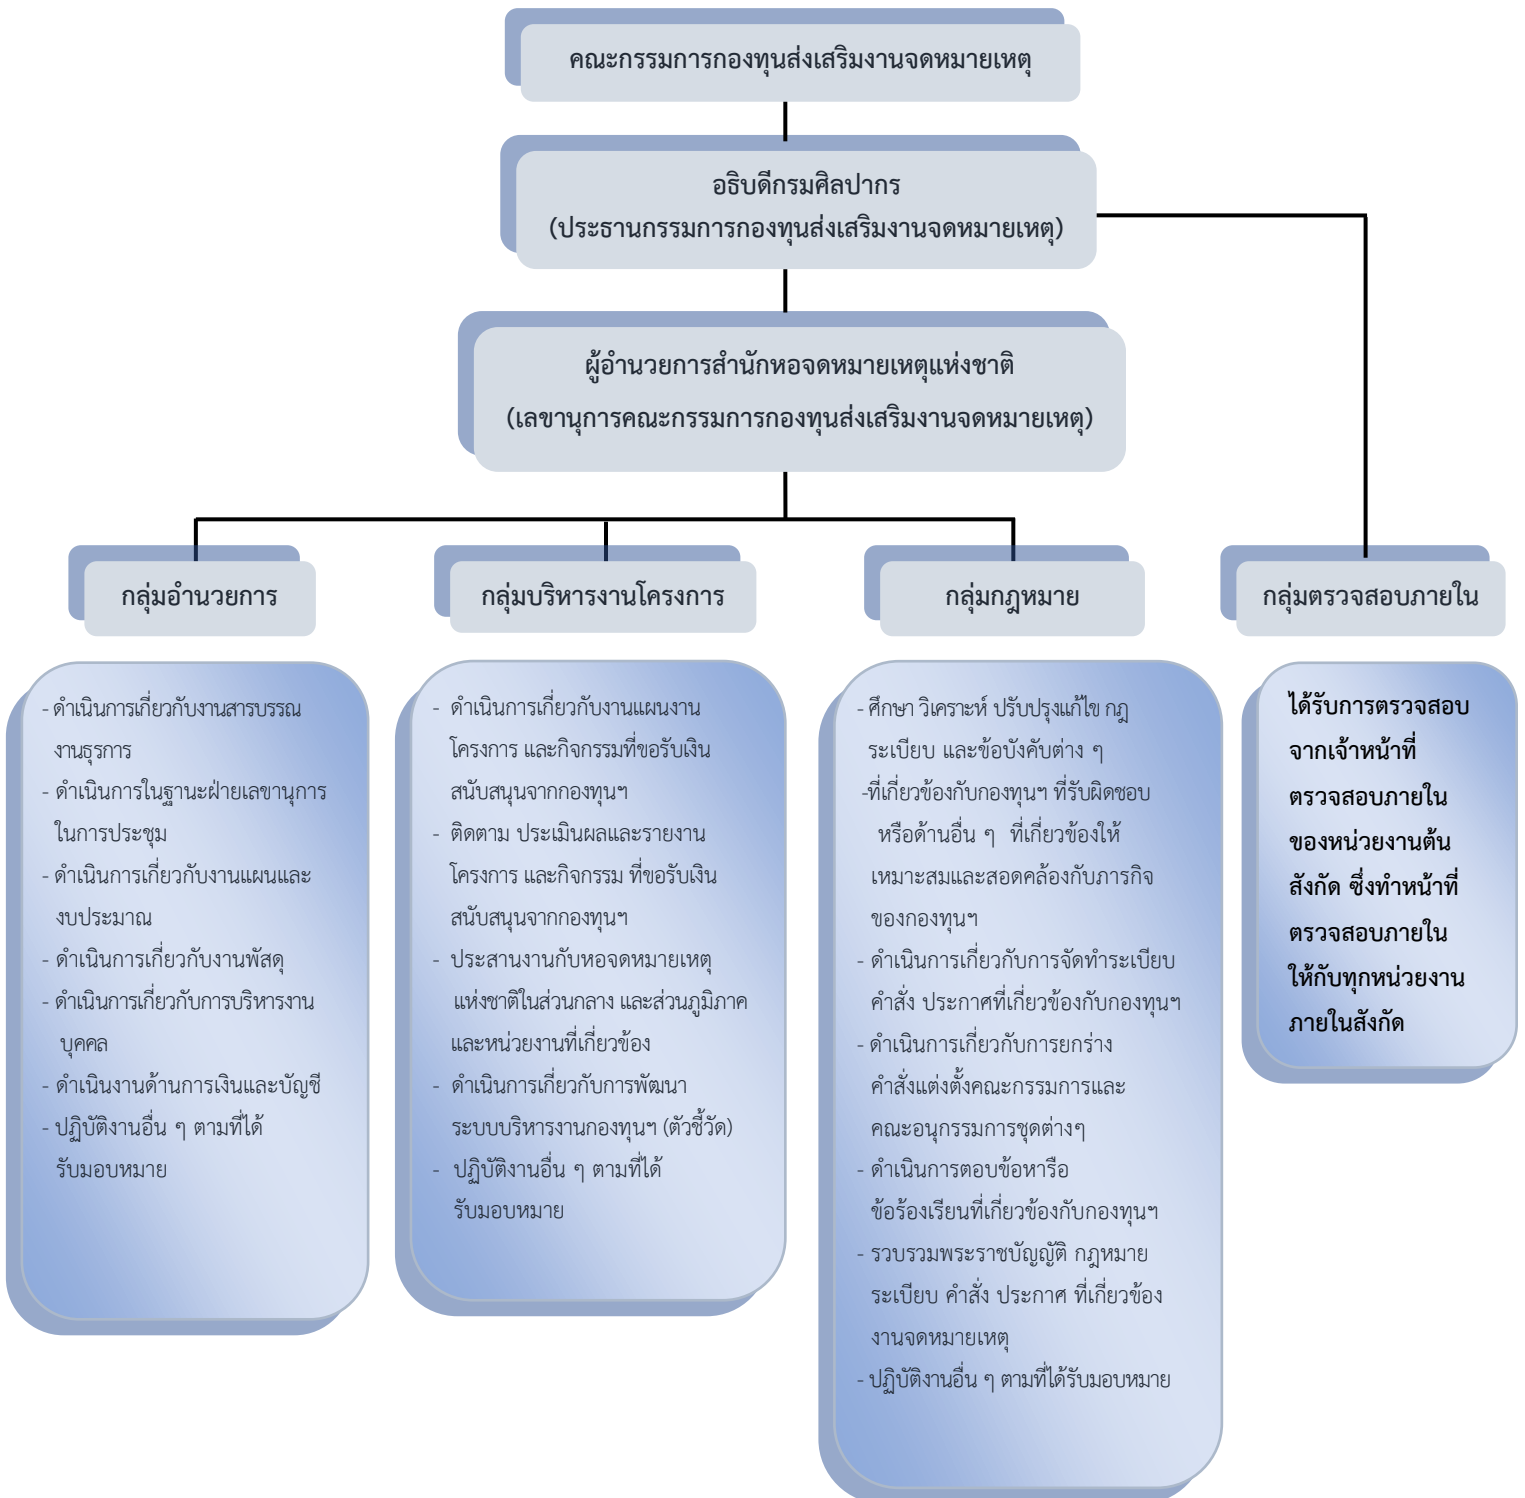 คณะกรรมการกองทุนส่งเสริมงานจดหมายเหตุ
อธิบดีกรมศิลปากร
(ประธานกรรมการกองทุนส่งเสริมงานจดหมายเหตุ)
ผู้อำนวยการสำนักหอจดหมายเหตุแห่งชาติ
(เลขานุการคณะกรรมการกองทุนส่งเสริมงานจดหมายเหตุ)
กลุ่มอำนวยการ
- ดำเนินการเกี่ยวกับงานสารบรรณ
งานธุรการ
- ดำเนินการในฐานะฝ่ายเลขานุการ
ในการประชุม
- ดำเนินการเกี่ยวกับงานแผนและ
งบประมาณ
- ดำเนินการเกี่ยวกับงานพัสดุ
- ดำเนินการเกี่ยวกับการบริหารงาน
บุคคล
- ดำเนินงานด้านการเงินและบัญชี
- ปฏิบัติงานอื่น ๆ ตามที่ได้
รับมอบหมาย
กลุ่มบริหารงานโครงการ
- ดำเนินการเกี่ยวกับงานแผนงาน
โครงการ และกิจกรรมที่ขอรับเงิน
สนับสนุนจากกองทุนฯ
- ติดตาม ประเมินผลและรายงาน
โครงการ และกิจกรรม ที่ขอรับเงิน
สนับสนุนจากกองทุนฯ
- ประสานงานกับหอจดหมายเหตุ
แห่งชาติในส่วนกลาง และส่วนภูมิภาค
และหน่วยงานที่เกี่ยวข้อง
- ดำเนินการเกี่ยวกับการพัฒนา
ระบบบริหารงานกองทุนฯ (ตัวชี้วัด)
- ปฏิบัติงานอื่น ๆ ตามที่ได้
รับมอบหมาย
กลุ่มกฎหมาย
- ศึกษา วิเคราะห์ ปรับปรุงแก้ไข กฎ
ระเบียบ และข้อบังคับต่าง ๆ
-ที่เกี่ยวข้องกับกองทุนฯ ที่รับผิดชอบ
หรือด้านอื่น ๆ ที่เกี่ยวข้องให้
เหมาะสมและสอดคล้องกับภารกิจ
ของกองทุนฯ
- ดำเนินการเกี่ยวกับการจัดทำระเบียบ
คำสั่ง ประกาศที่เกี่ยวข้องกับกองทุนฯ
- ดำเนินการเกี่ยวกับการยกร่าง
คำสั่งแต่งตั้งคณะกรรมการและ
คณะอนุกรรมการชุดต่างๆ
- ดำเนินการตอบข้อหารือ
ข้อร้องเรียนที่เกี่ยวข้องกับกองทุนฯ
- รวบรวมพระราชบัญญัติ กฎหมาย
ระเบียบ คำสั่ง ประกาศ ที่เกี่ยวข้อง
งานจดหมายเหตุ
- ปฏิบัติงานอื่น ๆ ตามที่ได้รับมอบหมาย
กลุ่มตรวจสอบภายใน
ได้รับการตรวจสอบ
จากเจ้าหน้าที่
ตรวจสอบภายใน
ของหน่วยงานต้น
สังกัด ซึ่งทำหน้าที่
ตรวจสอบภายใน
ให้กับทุกหน่วยงาน
ภายในสังกัด